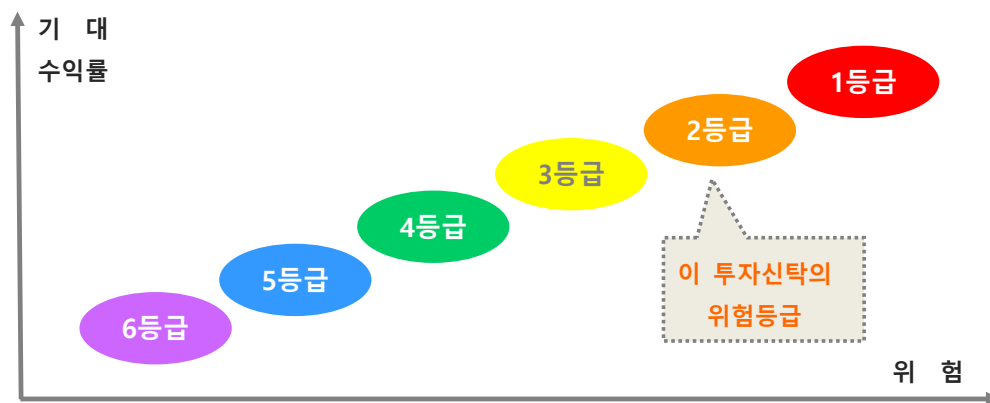 기 대
수익률
1등급
2등급
3등급
4등급
5등급
6등급
이 투자신탁의
위험등급
위 험